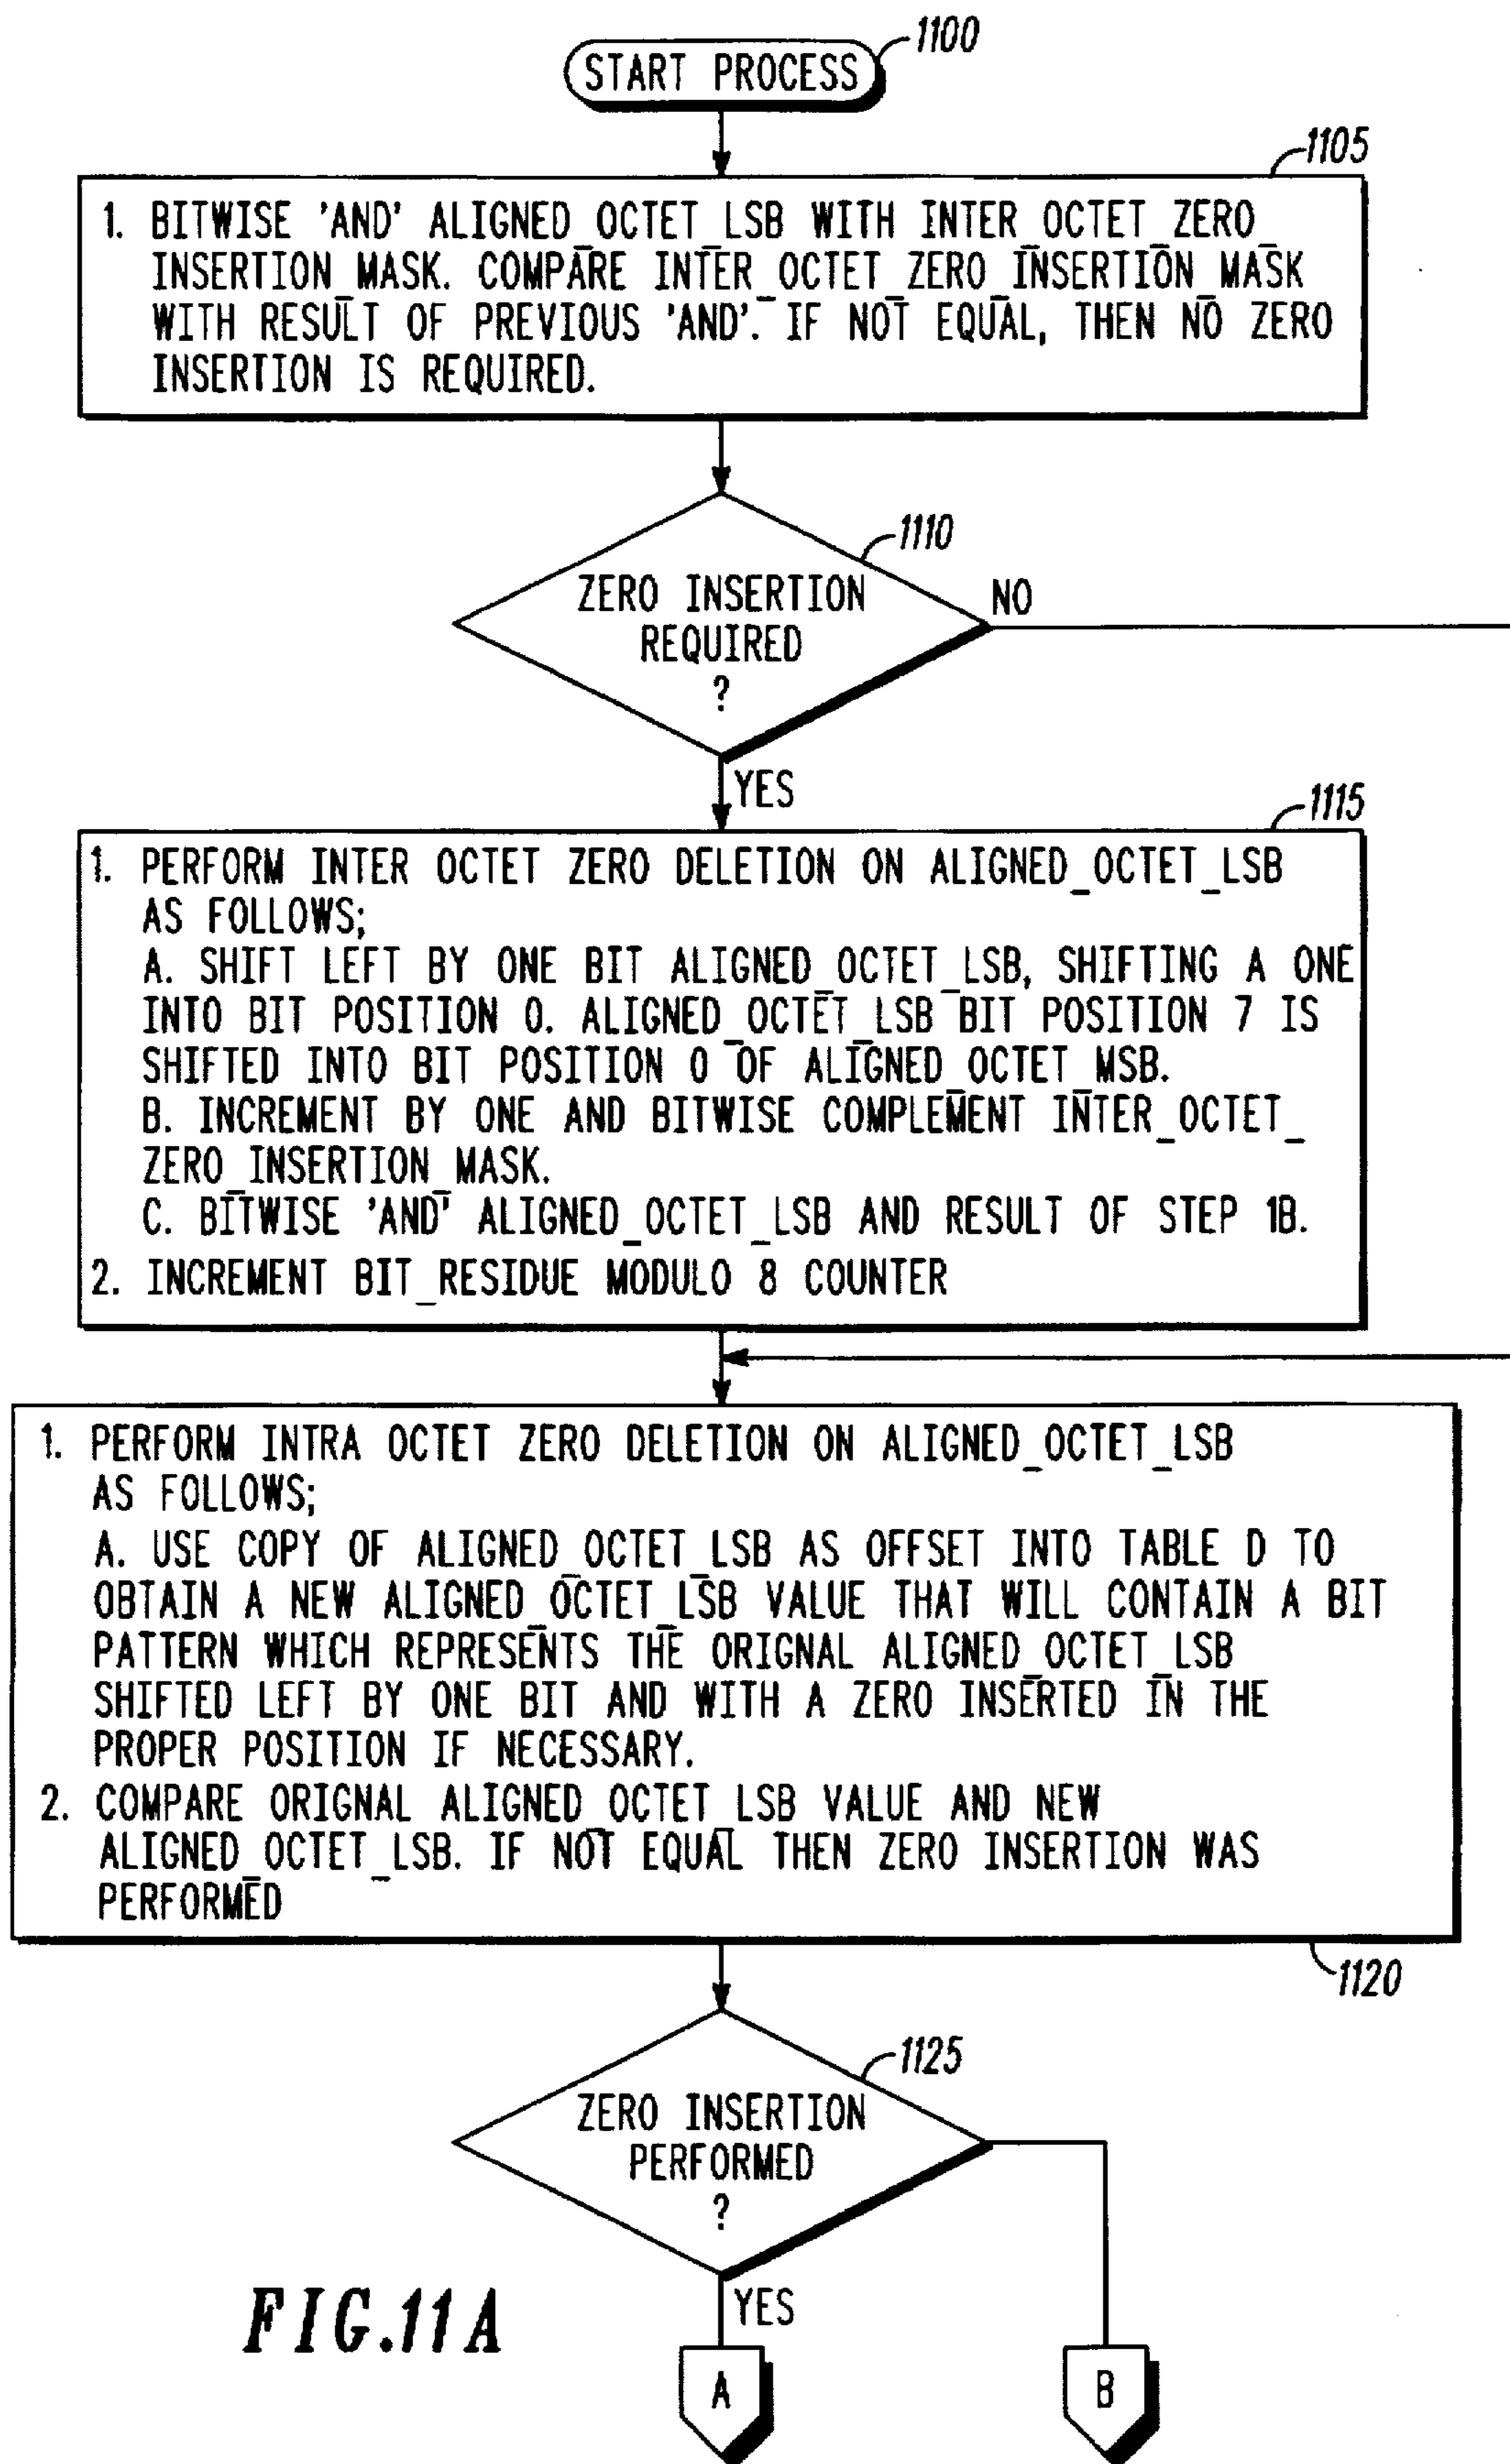 START PROCESS
1100
1105
1. BITWISE 'AND' ALIGNED_OCTET_LSB WITH INTER_OCTET_ZERO_
INSERTION_MASK. COMPARE INTER_OCTET_ZERO_INSERTION_MASK
WITH RESULT OF PREVIOUS 'AND'. IF NOT EQUAL, THEN NO ZERO
INSERTION IS REQUIRED.
1110
ZERO INSERTION
REQUIRED
?
NO
YES
1115
1. PERFORM INTER OCTET ZERO DELETION ON ALIGNED_OCTET_LSB
AS FOLLOWS;
A. SHIFT LEFT BY ONE BIT ALIGNED_OCTET_LSB, SHIFTING A ONE
INTO BIT POSITION 0. ALIGNED_OCTET_LSB BIT POSITION 7 IS
SHIFTED INTO BIT POSITION 0 OF ALIGNED_OCTET_MSB.
B. INCREMENT BY ONE AND BITWISE COMPLEMENT INTER_OCTET_
ZERO_INSERTION_MASK.
C. BITWISE 'AND' ALIGNED_OCTET_LSB AND RESULT OF STEP 1B.
2. INCREMENT BIT_RESIDUE MODULO 8 COUNTER
1. PERFORM INTRA OCTET ZERO DELETION ON ALIGNED_OCTET_LSB
AS FOLLOWS;
A. USE COPY OF ALIGNED_OCTET_LSB AS OFFSET INTO TABLE D TO
OBTAIN A NEW ALIGNED_OCTET_LSB VALUE THAT WILL CONTAIN A BIT
PATTERN WHICH REPRESENTS THE ORIGNAL ALIGNED_OCTET_LSB
SHIFTED LEFT BY ONE BIT AND WITH A ZERO INSERTED IN THE
PROPER POSITION IF NECESSARY.
2. COMPARE ORIGNAL ALIGNED_OCTET_LSB VALUE AND NEW
ALIGNED_OCTET_LSB. IF NOT EQUAL THEN ZERO INSERTION WAS
PERFORMED
1120
1125
ZERO INSERTION
PERFORMED
?
YES
A
B
FIG.11A